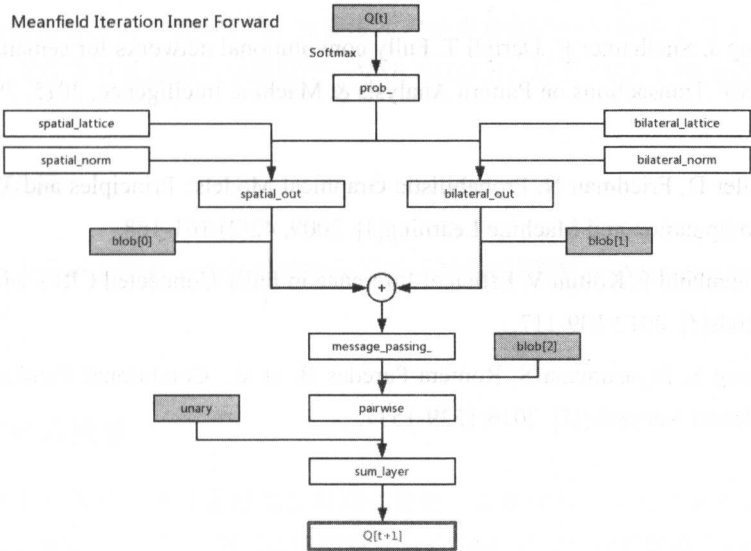 Meanfield Iteration Inner Forward
Q[t]
Softmax
prob_
spatial_lattice
bilateral_lattice
spatial_norm
bilateral_norm
spatial_out
bilateral_out
blob[0]
blob[1]
+
message_passing_
blob[2]
unary
pairwise
sum_layer
Q[t+1]